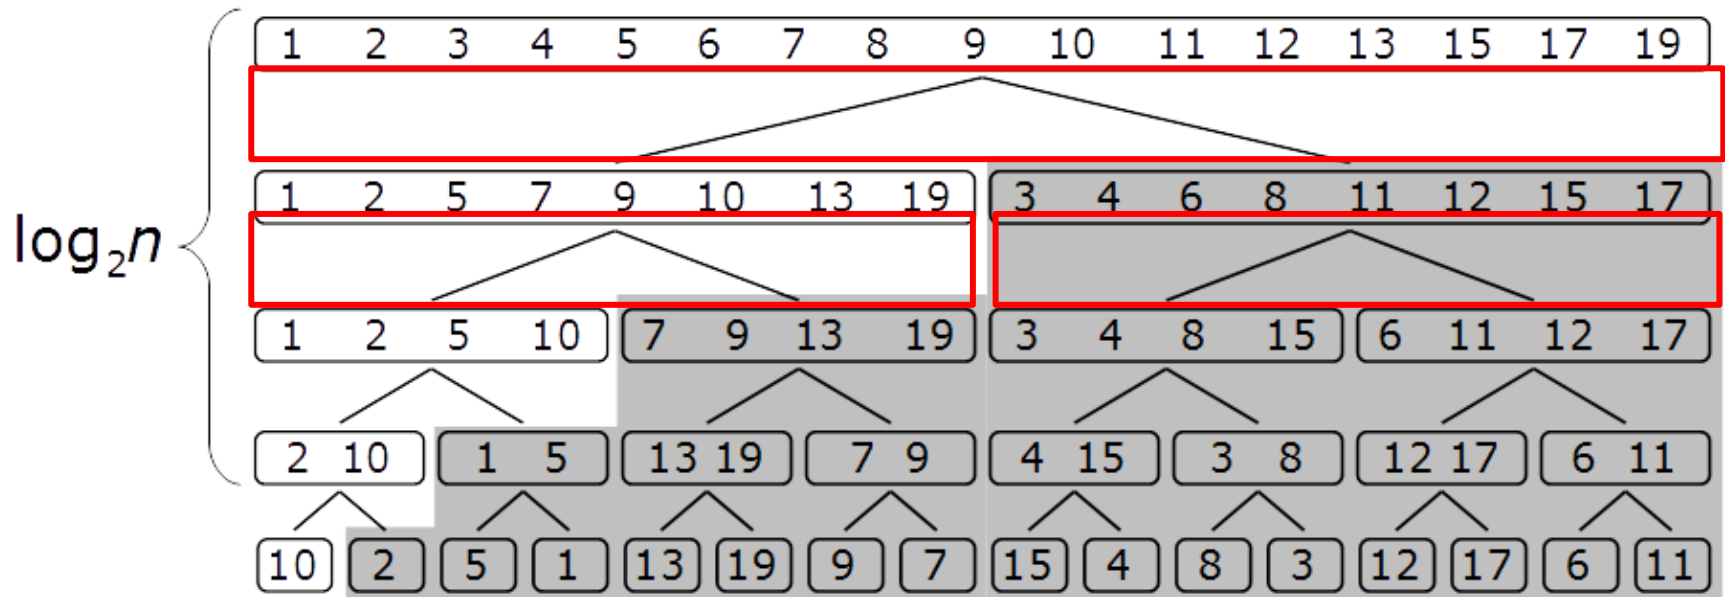 1 2 3 4 5 6 7 8 9 10 11 12 13 15 17 19
1 2 5 7 9 10 13 19 3 4 6 8 11 12 15 17
log₂n
1 2 5 10 7 9 13 19 3 4 8 15 6 11 12 17
2 10 1 5 13 19 7 9 4 15 3 8 12 17 6 11
10 2 5 1 13 19 9 7 15 4 8 3 12 17 6 11